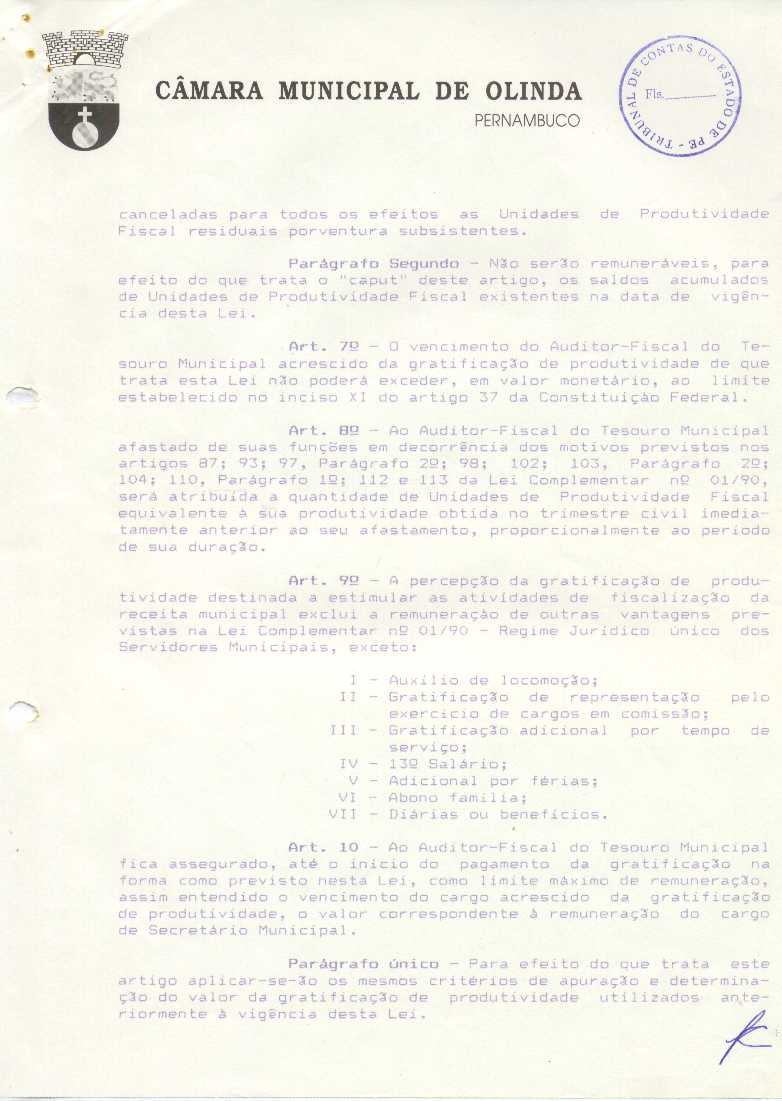 CÂMARA MUNICIPAL DE OLINDA
PERNAMBUCO
TRIBUNAL DE CONTAS DO ESTADO DE PE -
Fls.
canceladas para todos os efeitos as Unidades de Produtividade
Fiscal residuais porventura subsistentes.
Parágrafo Segundo - Não serão remuneráveis, para
efeito do que trata o "caput" deste artigo, os saldos acumulados
de Unidades de Produtividade Fiscal existentes na data de vigên-
cia desta Lei.
Art. 7º - O vencimento do Auditor-Fiscal do Te-
souro Municipal acrescido da gratificação de produtividade de que
trata esta Lei não poderá exceder, em valor monetário, ao limite
estabelecido no inciso XI do artigo 37 da Constituição Federal.
Art. 8º - Ao Auditor-Fiscal do Tesouro Municipal
afastado de suas funções em decorrência dos motivos previstos nos
artigos 87; 93; 97, Parágrafo 2º; 98; 102; 103, Parágrafo 2º;
104; 110, Parágrafo 1º; 112 e 113 da Lei Complementar nº 01/90,
será atribuída a quantidade de Unidades de Produtividade Fiscal
equivalente à sua produtividade obtida no trimestre civil imedia-
tamente anterior ao seu afastamento, proporcionalmente ao período
de sua duração.
Art. 9º - A percepção da gratificação de produ-
tividade destinada a estimular as atividades de fiscalização da
receita municipal exclui a remuneração de outras vantagens pre-
vistas na Lei Complementar nº 01/90 - Regime Jurídico único dos
Servidores Municipais, exceto:
I - Auxílio de locomoção;
II - Gratificação de representação pelo
exercício de cargos em comissão;
III - Gratificação adicional por tempo de
serviço;
IV - 13º Salário;
V - Adicional por férias;
VI - Abono família;
VII - Diárias ou benefícios.
Art. 10 - Ao Auditor-Fiscal do Tesouro Municipal
fica assegurado, até o início do pagamento da gratificação na
forma como previsto nesta Lei, como limite máximo de remuneração,
assim entendido o vencimento do cargo acrescido da gratificação
de produtividade, o valor correspondente à remuneração do cargo
de Secretário Municipal.
Parágrafo único - Para efeito do que trata este
artigo aplicar-se-ão os mesmos critérios de apuração e determina-
ção do valor da gratificação de produtividade utilizados ante-
riormente à vigência desta Lei.